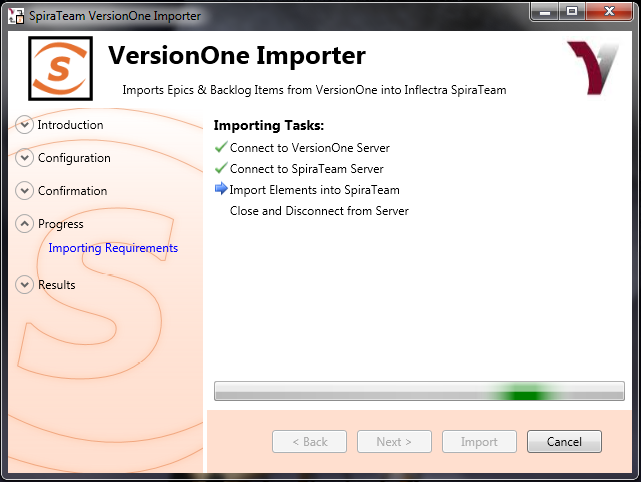 SpiraTeam VersionOne Importer
VersionOne Importer
Imports Epics & Backlog Items from VersionOne into Inflectra SpiraTeam
Introduction
Configuration
Confirmation
Progress
Importing Requirements
Results
Importing Tasks:
Connect to VersionOne Server
Connect to SpiraTeam Server
Import Elements into SpiraTeam
Close and Disconnect from Server
< Back
Next >
Import
Cancel